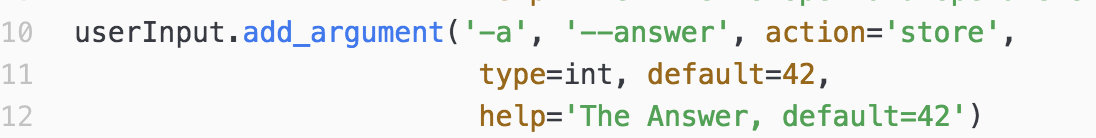 10 userInput.add_argument('-a', '--answer', action='store',
11 type=int, default=42,
12 help='The Answer, default=42')